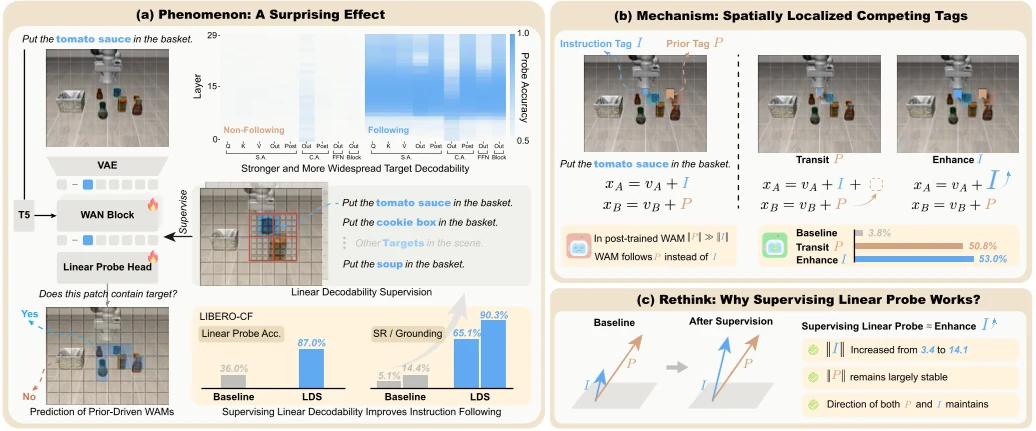 (a) Phenomenon: A Surprising Effect
Put the tomato sauce in the basket.
VAE
T5
WAN Block
Linear Probe Head
Does this patch contain target?
Yes
No
Prediction of Prior-Driven WAMs
29
15
0
Layer
Non-Following
Following
Q K V Out Post Out Post Out Out
S.A. C.A. FFN Block
Q K V Out Post Out Post Out Out
S.A. C.A. FFN Block
1.0
Probe Accuracy
0.5
Stronger and More Widespread Target Decodability
Supervise
Put the tomato sauce in the basket.
Put the cookie box in the basket.
Other Targets in the scene.
Put the soup in the basket.
Linear Decodability Supervision
LIBERO-CF
Linear Probe Acc.
36.0%
87.0%
Baseline
LDS
SR / Grounding
5.1%
14.4%
65.1%
90.3%
Baseline
LDS
Supervising Linear Decodability Improves Instruction Following
(b) Mechanism: Spatially Localized Competing Tags
Instruction Tag I
Prior Tag P
Put the tomato sauce in the basket.
x_A = v_A + I
x_B = v_B + P
In post-trained WAM ||P|| ≫ ||I||
WAM follows P instead of I
Transit P
x_A = v_A + I +
x_B = v_B + P
Enhance I
x_A = v_A + I
x_B = v_B + P
Baseline 3.8%
Transit P 50.8%
Enhance I 53.0%
(c) Rethink: Why Supervising Linear Probe Works?
Baseline
I
P
After Supervision
I
P
Supervising Linear Probe ≈ Enhance I
||I|| Increased from 3.4 to 14.1
||P|| remains largely stable
Direction of both P and I maintains